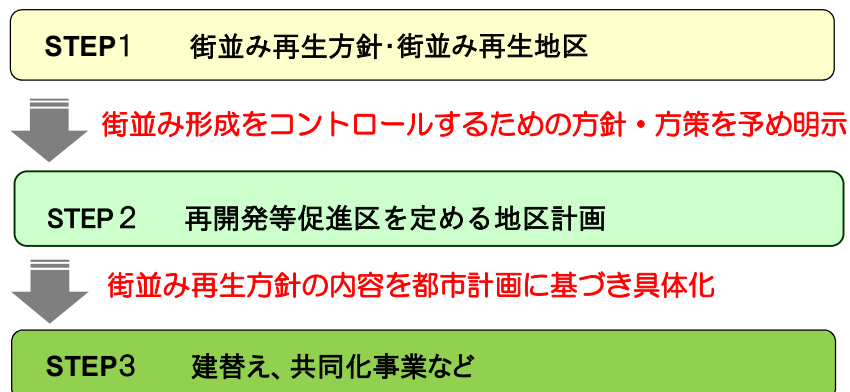 STEP1 街並み再生方針・街並み再生地区
街並み形成をコントロールするための方針・方策を予め明示
STEP２ 再開発等促進区を定める地区計画
街並み再生方針の内容を都市計画に基づき具体化
STEP3 建替え、共同化事業など